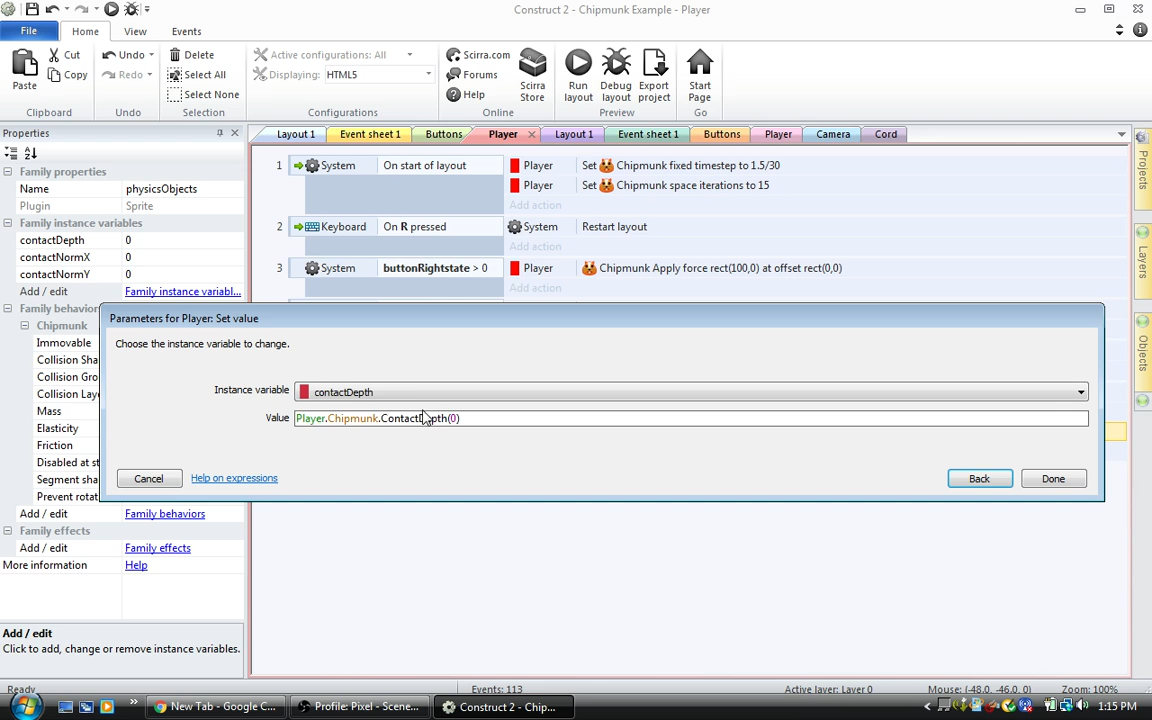 Construct 2 - Chipmunk Example - Player
File Home View Events
Paste Cut Copy
Clipboard
Undo Redo
Undo
Delete Select All Select None
Selection
Active configurations: All
Displaying: HTML5
Configurations
Scirra.com Forums Help
Scirra Store
Online
Run layout Debug layout Export project
Preview
Start Page
Go
Properties
Layout 1 Event sheet 1 Buttons Player Layout 1 Event sheet 1 Buttons Player Camera Cord
Family properties
Name physicsObjects
Plugin Sprite
Family instance variables
contactDepth 0
contactNormX 0
contactNormY 0
Add / edit Family instance variabl...
Family behavior
Chipmunk
Immovable
Collision Sha
Collision Gro
Collision Laye
Mass
Elasticity
Friction
Disabled at st
Segment sha
Prevent rotat
Add / edit Family behaviors
Family effects
Add / edit Family effects
More information Help
Add / edit
Click to add, change or remove instance variables.
1 System On start of layout Player Set Chipmunk fixed timestep to 1.5/30
Player Set Chipmunk space iterations to 15
Add action
2 Keyboard On R pressed System Restart layout
Add action
3 System buttonRightstate > 0 Player Chipmunk Apply force rect(100,0) at offset rect(0,0)
Add action
Parameters for Player: Set value
Choose the instance variable to change.
Instance variable contactDepth
Value Player.Chipmunk.ContactDepth(0)
Cancel Help on expressions Back Done
Projects
Layers
Objects
Ready Events: 113 Active layer: Layer 0 Mouse: (-48.0, -46.0, 0) Zoom: 100%
New Tab - Google C... Profile: Pixel - Scene... Construct 2 - Chip... 1:15 PM